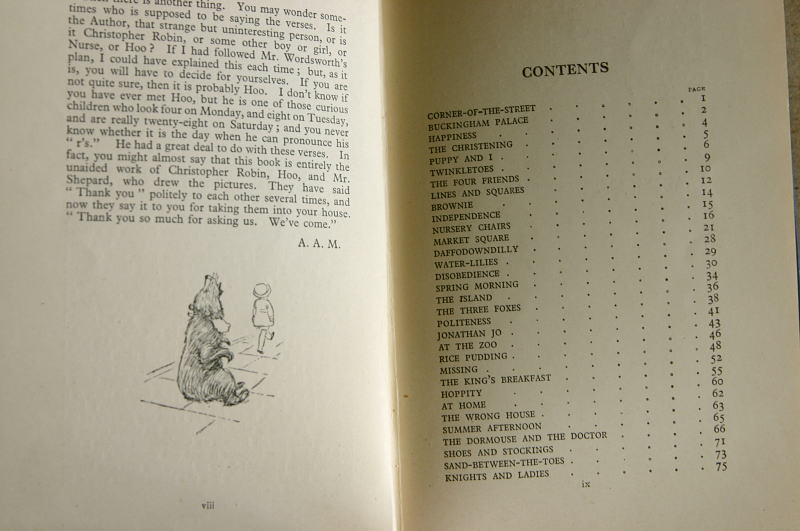 there is another thing. You may wonder some-
times who is supposed to be saying the verses. Is it
the Author, that strange but uninteresting person, or is
it Christopher Robin, or some other boy or girl, or
Nurse, or Hoo? If I had followed Mr. Wordsworth's
plan, I could have explained this each time; but, as it
is, you will have to decide for yourselves. If you are
not quite sure, then it is probably Hoo. I don't know if
you have ever met Hoo, but he is one of those curious
children who look four on Monday, and eight on Tuesday,
and are really twenty-eight on Saturday; and you never
know whether it is the day when he can pronounce his
"r's." He had a great deal to do with these verses. In
fact, you might almost say that this book is entirely the
unaided work of Christopher Robin, Hoo, and Mr.
Shepard, who drew the pictures. They have said
"Thank you" politely to each other several times, and
now they say it to you for taking them into your house.
"Thank you so much for asking us. We've come."
A. A. M.
viii
CONTENTS
PAGE
CORNER-OF-THE-STREET . . . . . 1
BUCKINGHAM PALACE . . . . . 2
HAPPINESS . . . . . 4
THE CHRISTENING . . . . . 5
PUPPY AND I . . . . . 6
TWINKLETOES . . . . . 9
THE FOUR FRIENDS . . . . . 10
LINES AND SQUARES . . . . . 12
BROWNIE . . . . . 14
INDEPENDENCE . . . . . 15
NURSERY CHAIRS . . . . . 16
MARKET SQUARE . . . . . 21
DAFFODOWNDILLY . . . . . 28
WATER-LILIES . . . . . 29
DISOBEDIENCE . . . . . 30
SPRING MORNING . . . . . 34
THE ISLAND . . . . . 36
THE THREE FOXES . . . . . 38
POLITENESS . . . . . 41
JONATHAN JO . . . . . 43
AT THE ZOO . . . . . 46
RICE PUDDING . . . . . 48
MISSING . . . . . 52
THE KING'S BREAKFAST . . . . . 55
HOPPITY . . . . . 60
AT HOME . . . . . 62
THE WRONG HOUSE . . . . . 63
SUMMER AFTERNOON . . . . . 65
THE DORMOUSE AND THE DOCTOR . . . . 66
SHOES AND STOCKINGS . . . . . 71
SAND-BETWEEN-THE-TOES . . . . . 73
KNIGHTS AND LADIES . . . . . 75
ix